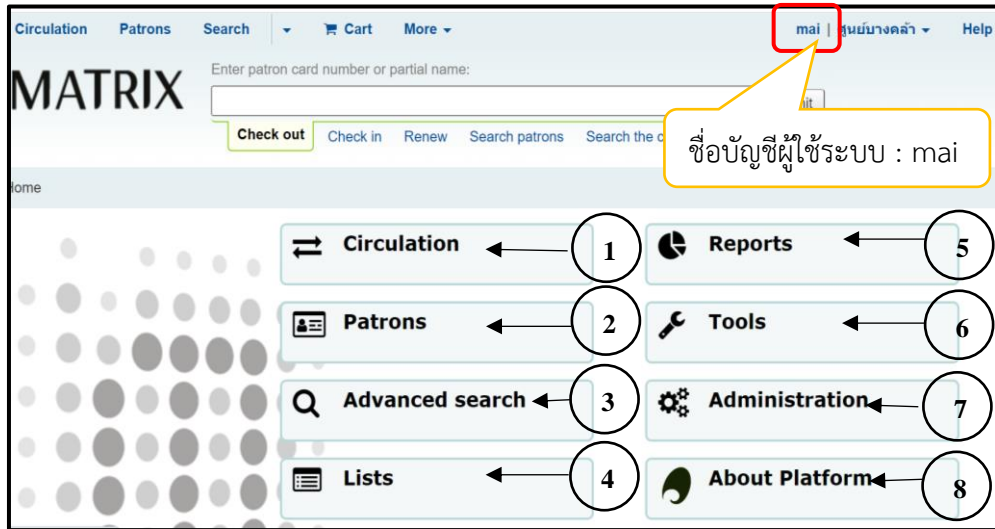 Circulation Patrons Search Cart More mai | ศูนย์บางคล้า Help
MATRIX
Enter patron card number or partial name:
Check out Check in Renew Search patrons Search the c
ชื่อบัญชีผู้ใช้ระบบ : mai
Home
Circulation 1 Reports 5
Patrons 2 Tools 6
Advanced search 3 Administration 7
Lists 4 About Platform 8